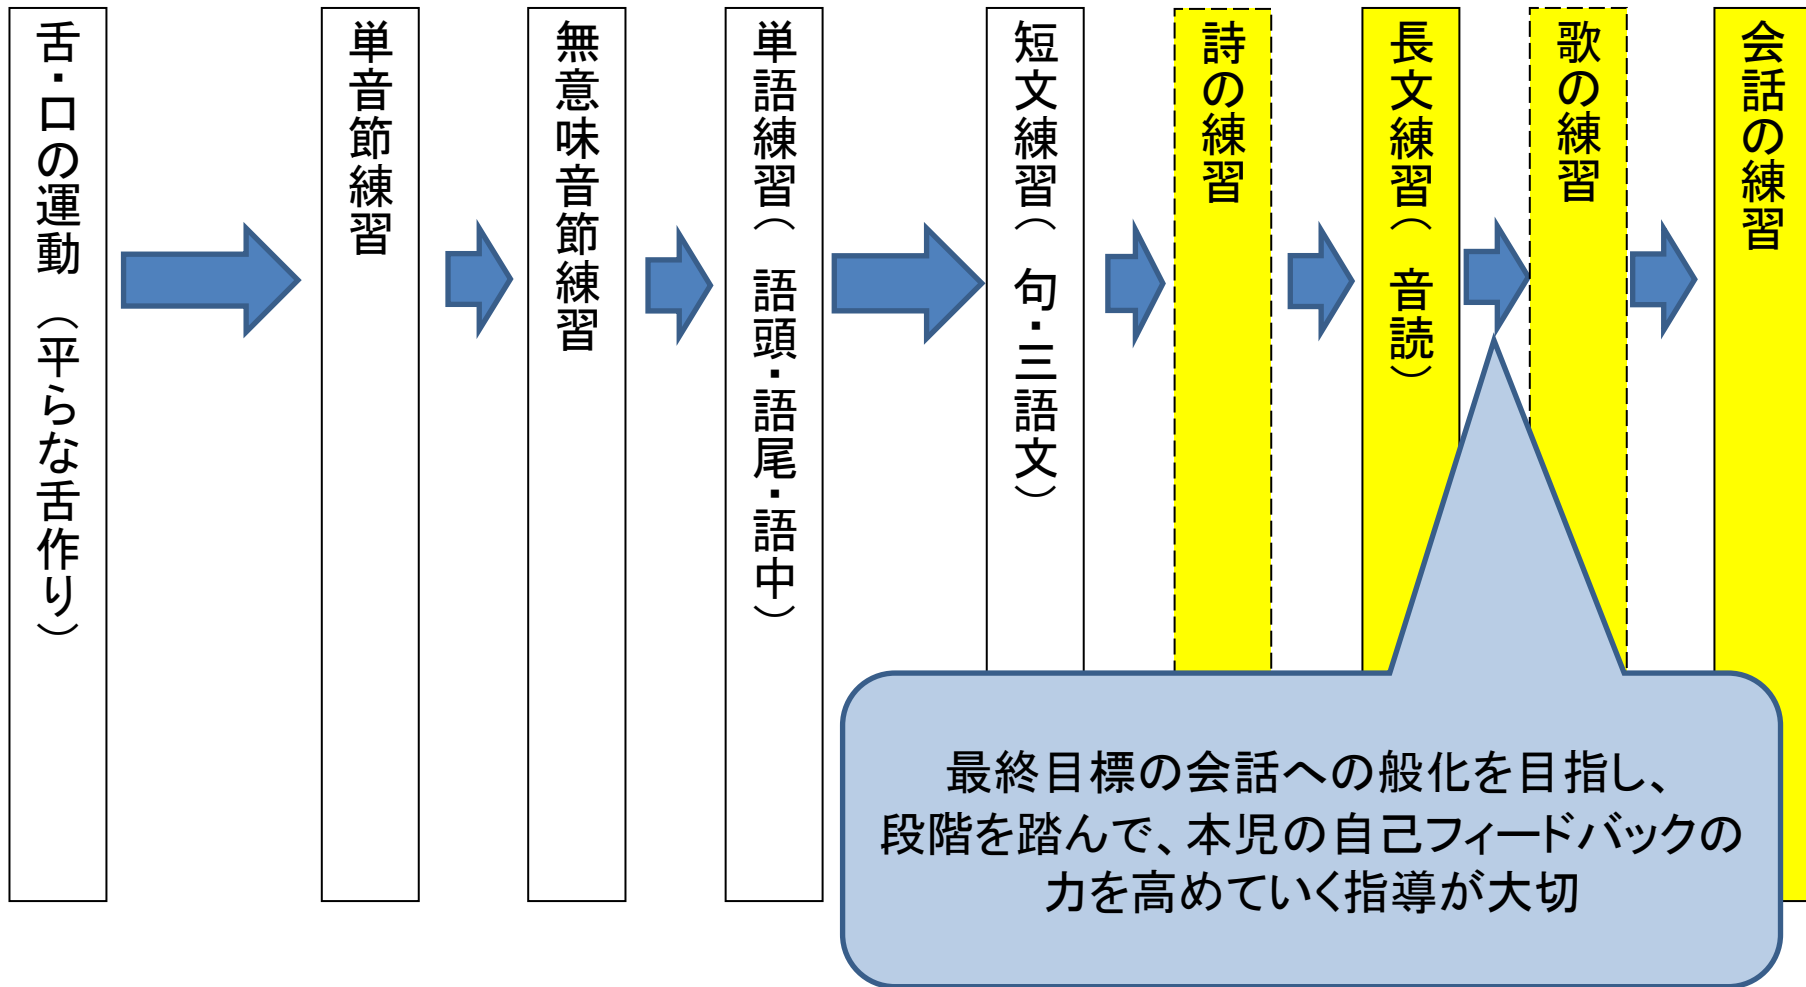 舌・口の運動　（平らな舌作り）
単音節練習
無意味音節練習
単語練習（　語頭・語尾・語中）
短文練習（　句・三語文）
詩の練習
長文練習（　音読）
歌の練習
会話の練習
最終目標の会話への般化を目指し、
段階を踏んで、本児の自己フィードバックの
力を高めていく指導が大切